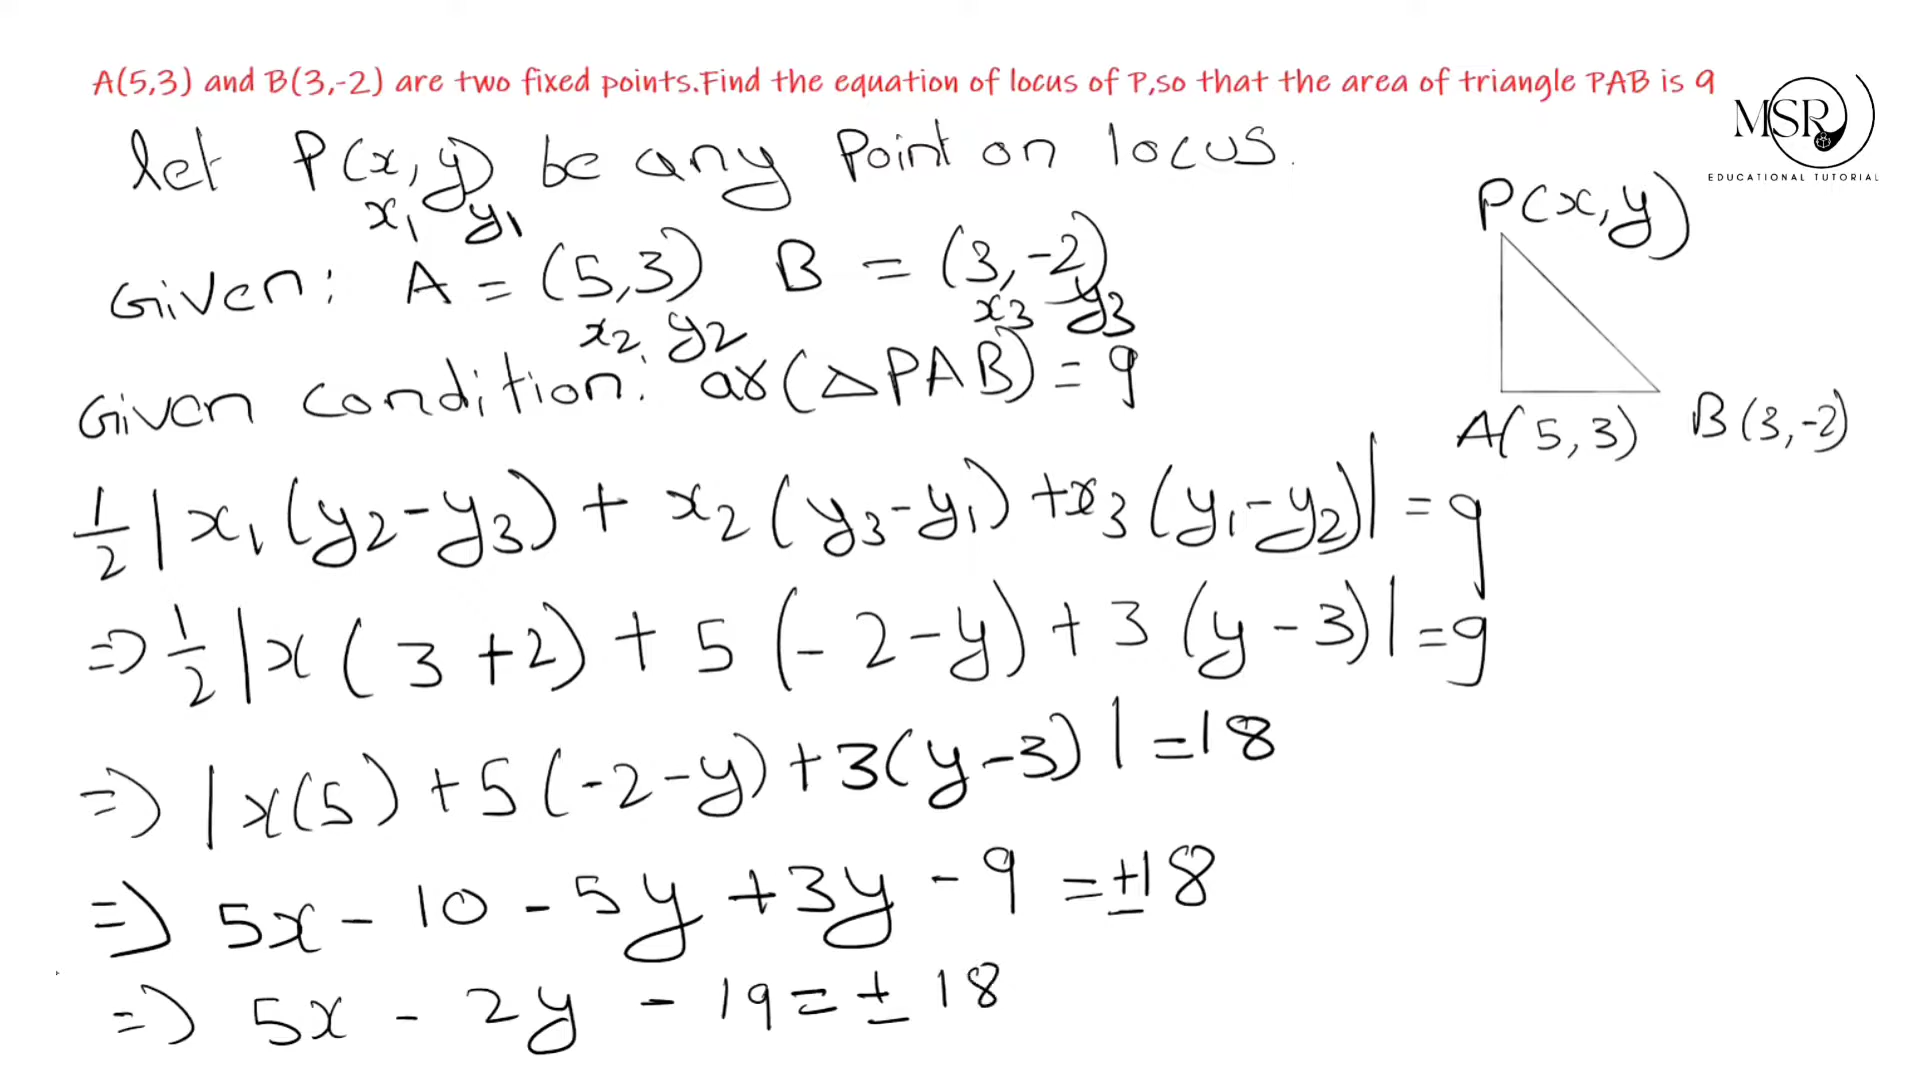 A(5,3) and B(3,-2) are two fixed points.Find the equation of locus of P,so that the area of triangle PAB is 9
MSR
EDUCATIONAL TUTORIAL
let P(x,y) be any Point on locus.
x₁ y₁
P(x,y)
Given: A = (5,3) B = (3,-2)
x₂, y₂ x₃ y₃
Given condition: ar(△PAB) = 9
A(5,3) B(3,-2)
1/2 |x₁(y₂-y₃) + x₂(y₃-y₁) + x₃(y₁-y₂)| = 9
=> 1/2 |x(3+2) + 5(-2-y) + 3(y-3)| = 9
=> |x(5) + 5(-2-y) + 3(y-3)| = 18
=> 5x - 10 - 5y + 3y - 9 = ±18
=> 5x - 2y - 19 = ± 18